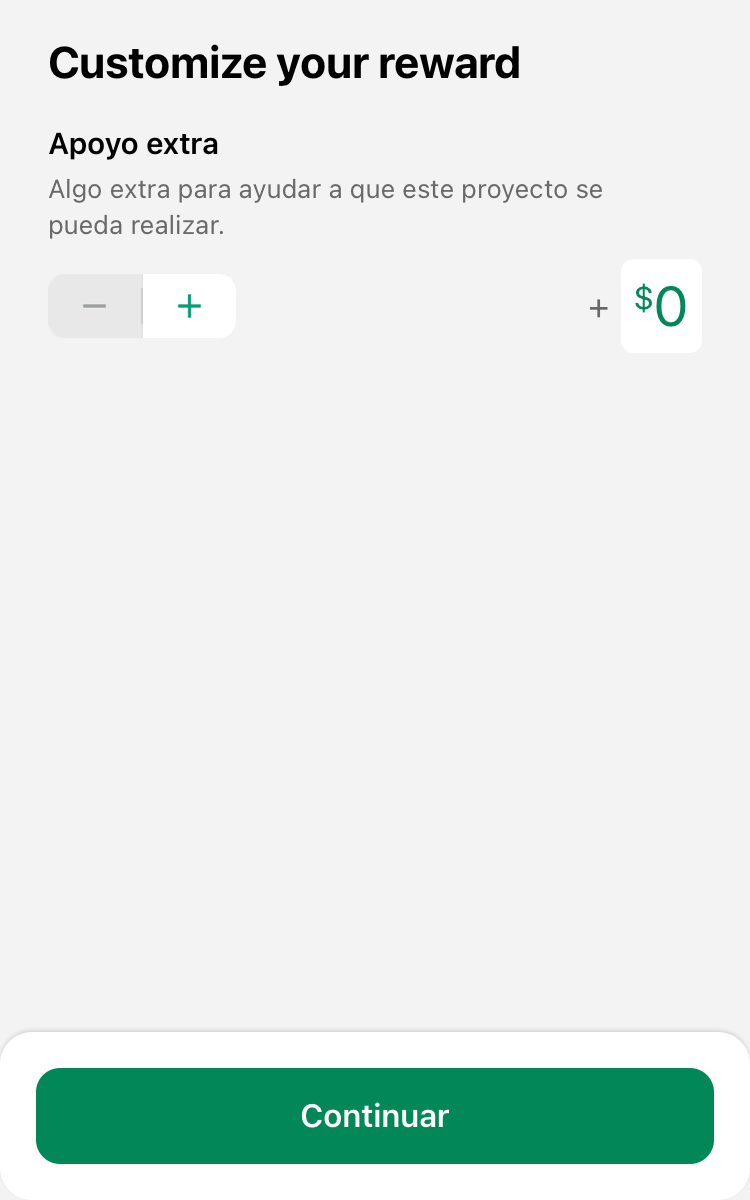 Customize your reward
Apoyo extra
Algo extra para ayudar a que este proyecto se
pueda realizar.
− + + $0
Continuar